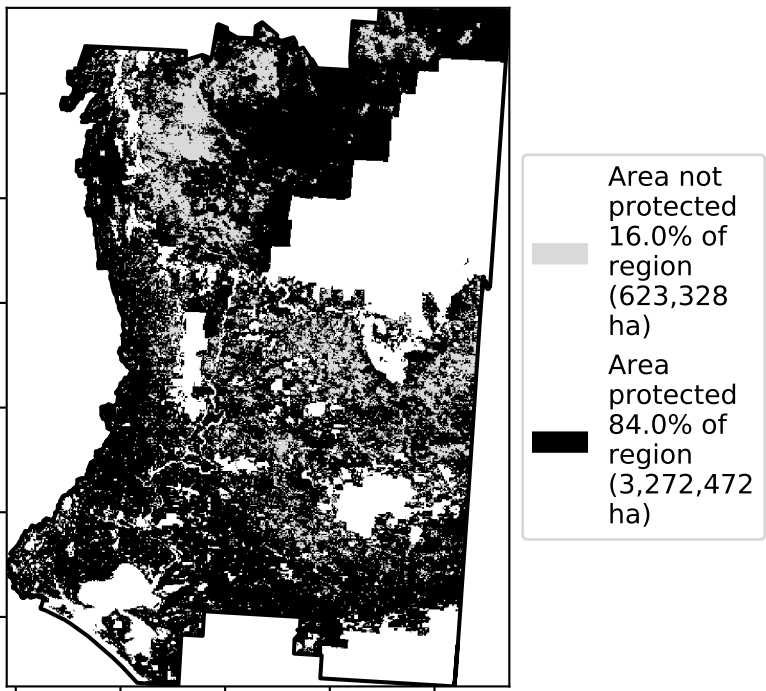 Area not
protected
16.0% of
region
(623,328
ha)
Area
protected
84.0% of
region
(3,272,472
ha)